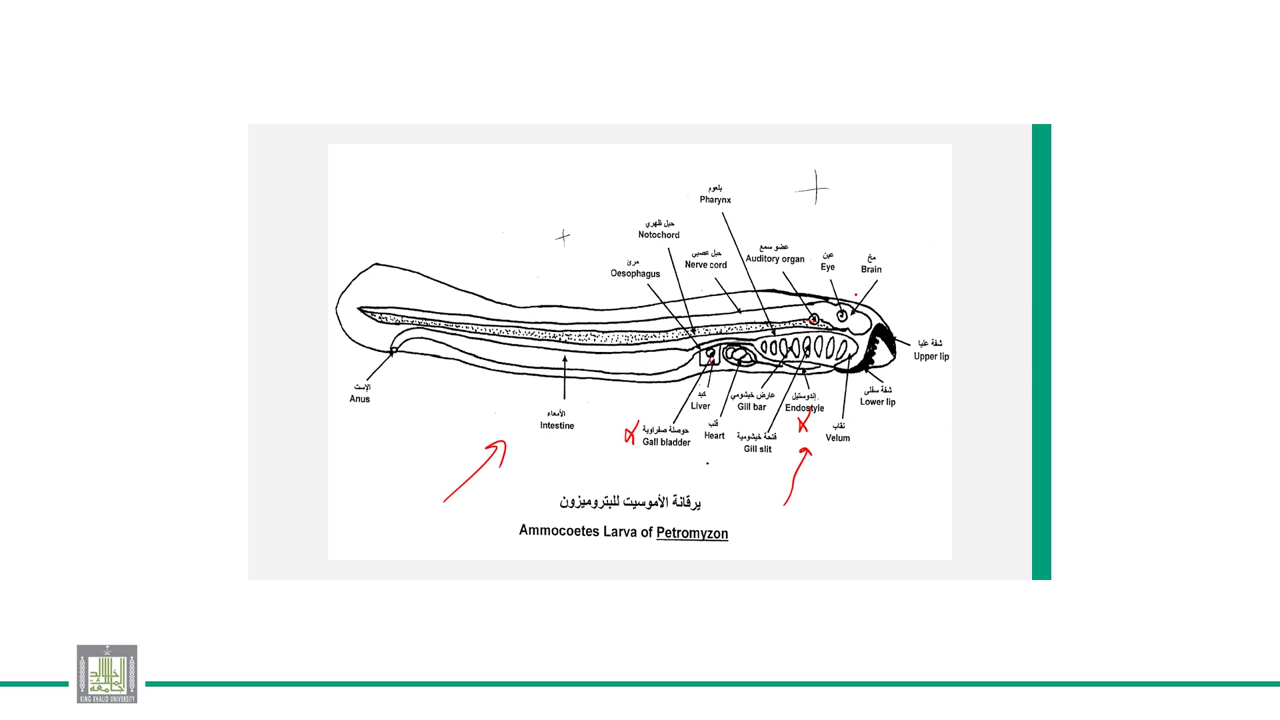 بلعوم
Pharynx
حبل ظهري
Notochord
حبل عصبي
Nerve cord
عضو سمع
Auditory organ
عين
Eye
مخ
Brain
مرئ
Oesophagus
شفة عليا
Upper lip
شفة سفلى
Lower lip
الإست
Anus
الأمعاء
Intestine
كبد
Liver
عارض خيشومي
Gill bar
إندوستيل
Endostyle
حوصلة صفراوية
Gall bladder
قلب
Heart
فتحة خيشومية
Gill slit
نقاب
Velum
يرقانة الأموسيت للبتروميزون
Ammocoetes Larva of Petromyzon
KING KHALID UNIVERSITY